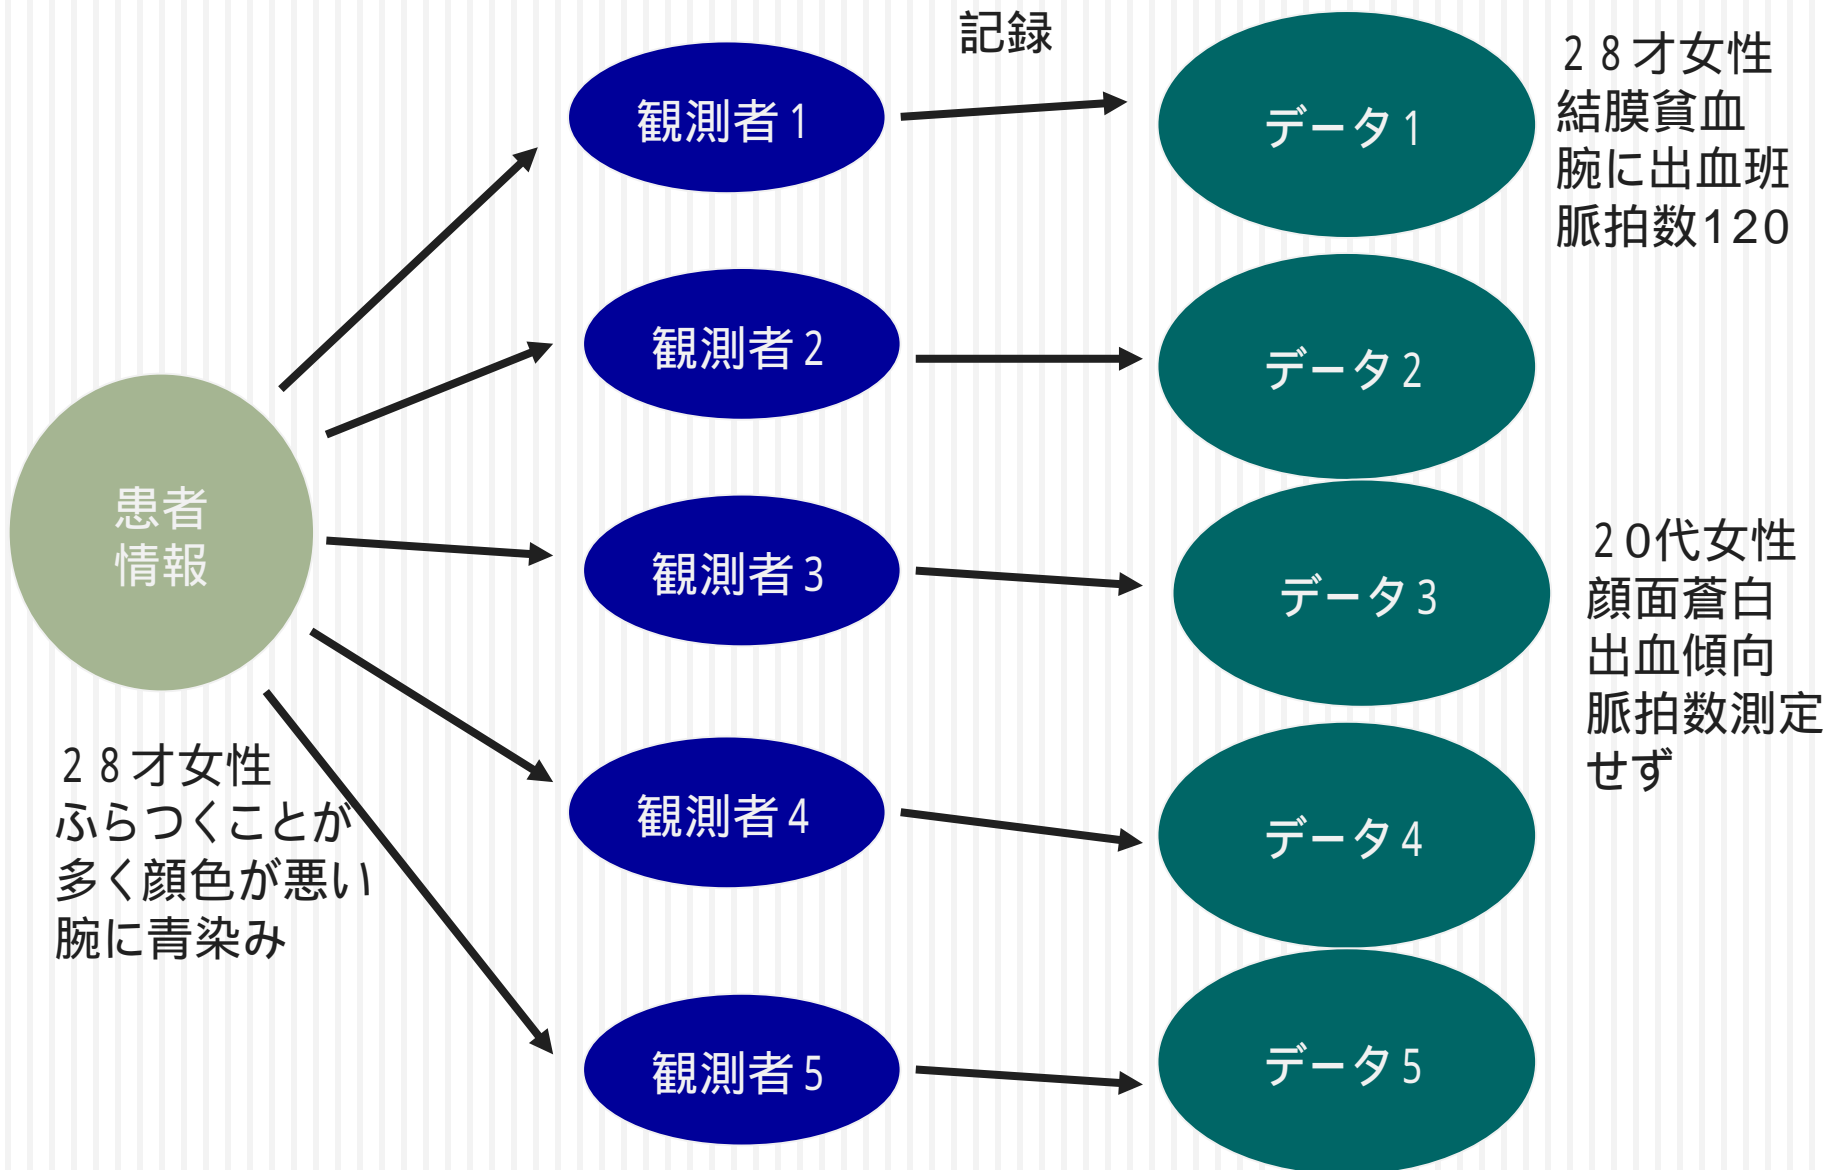 記録
観測者1
データ1
28才女性
結膜貧血
腕に出血班
脈拍数120
観測者2
データ2
患者
情報
観測者3
データ3
20代女性
顔面蒼白
出血傾向
脈拍数測定
せず
28才女性
ふらつくことが
多く顔色が悪い
腕に青染み
観測者4
データ4
観測者5
データ5